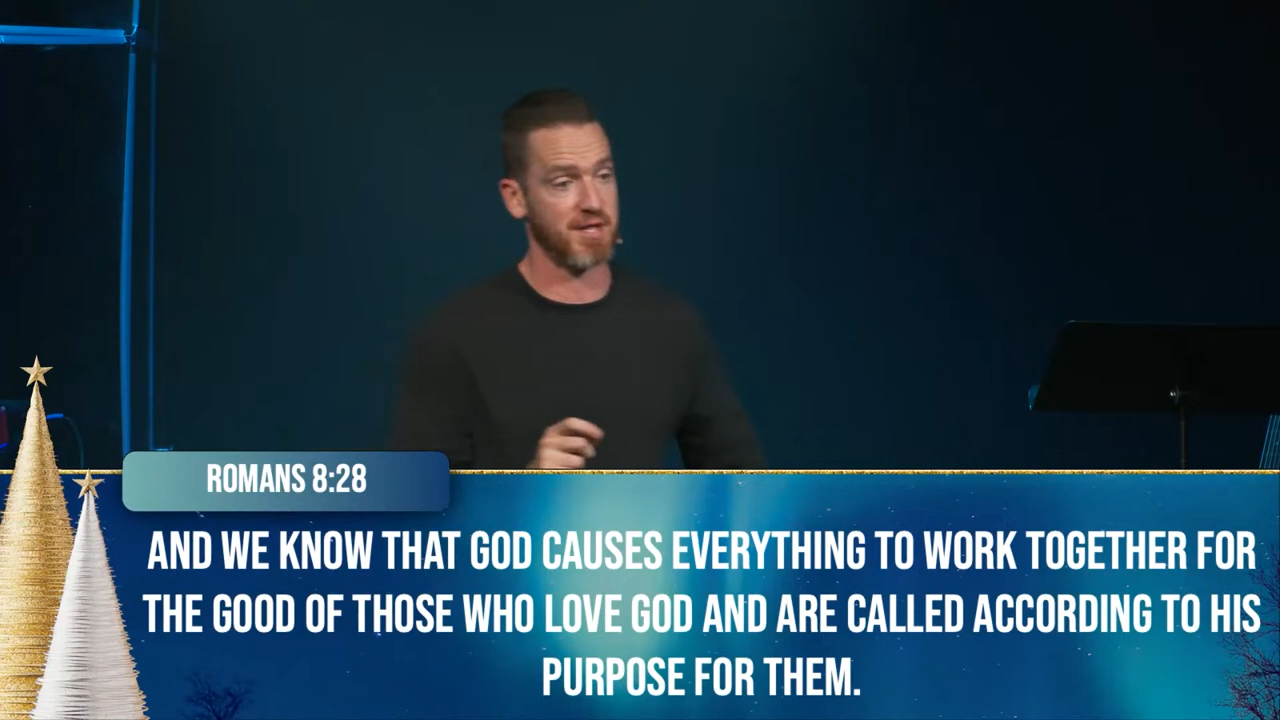 ROMANS 8:28
AND WE KNOW THAT GOD CAUSES EVERYTHING TO WORK TOGETHER FOR
THE GOOD OF THOSE WHO LOVE GOD AND ARE CALLED ACCORDING TO HIS
PURPOSE FOR THEM.